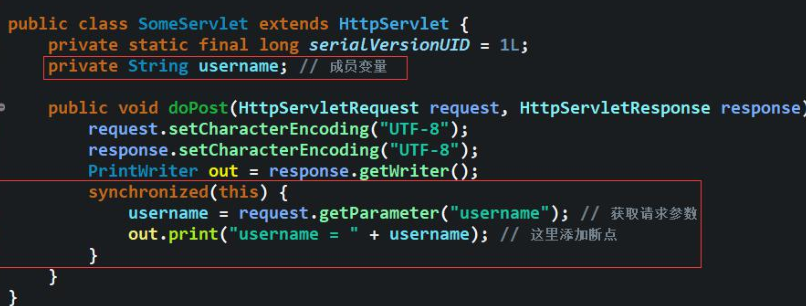 public class SomeServlet extends HttpServlet {
private static final long serialVersionUID = 1L;
private String username; // 成员变量
public void doPost(HttpServletRequest request, HttpServletResponse response)
request.setCharacterEncoding("UTF-8");
response.setCharacterEncoding("UTF-8");
PrintWriter out = response.getWriter();
synchronized(this) {
username = request.getParameter("username"); // 获取请求参数
out.print("username = " + username); // 这里添加断点
}
}
}